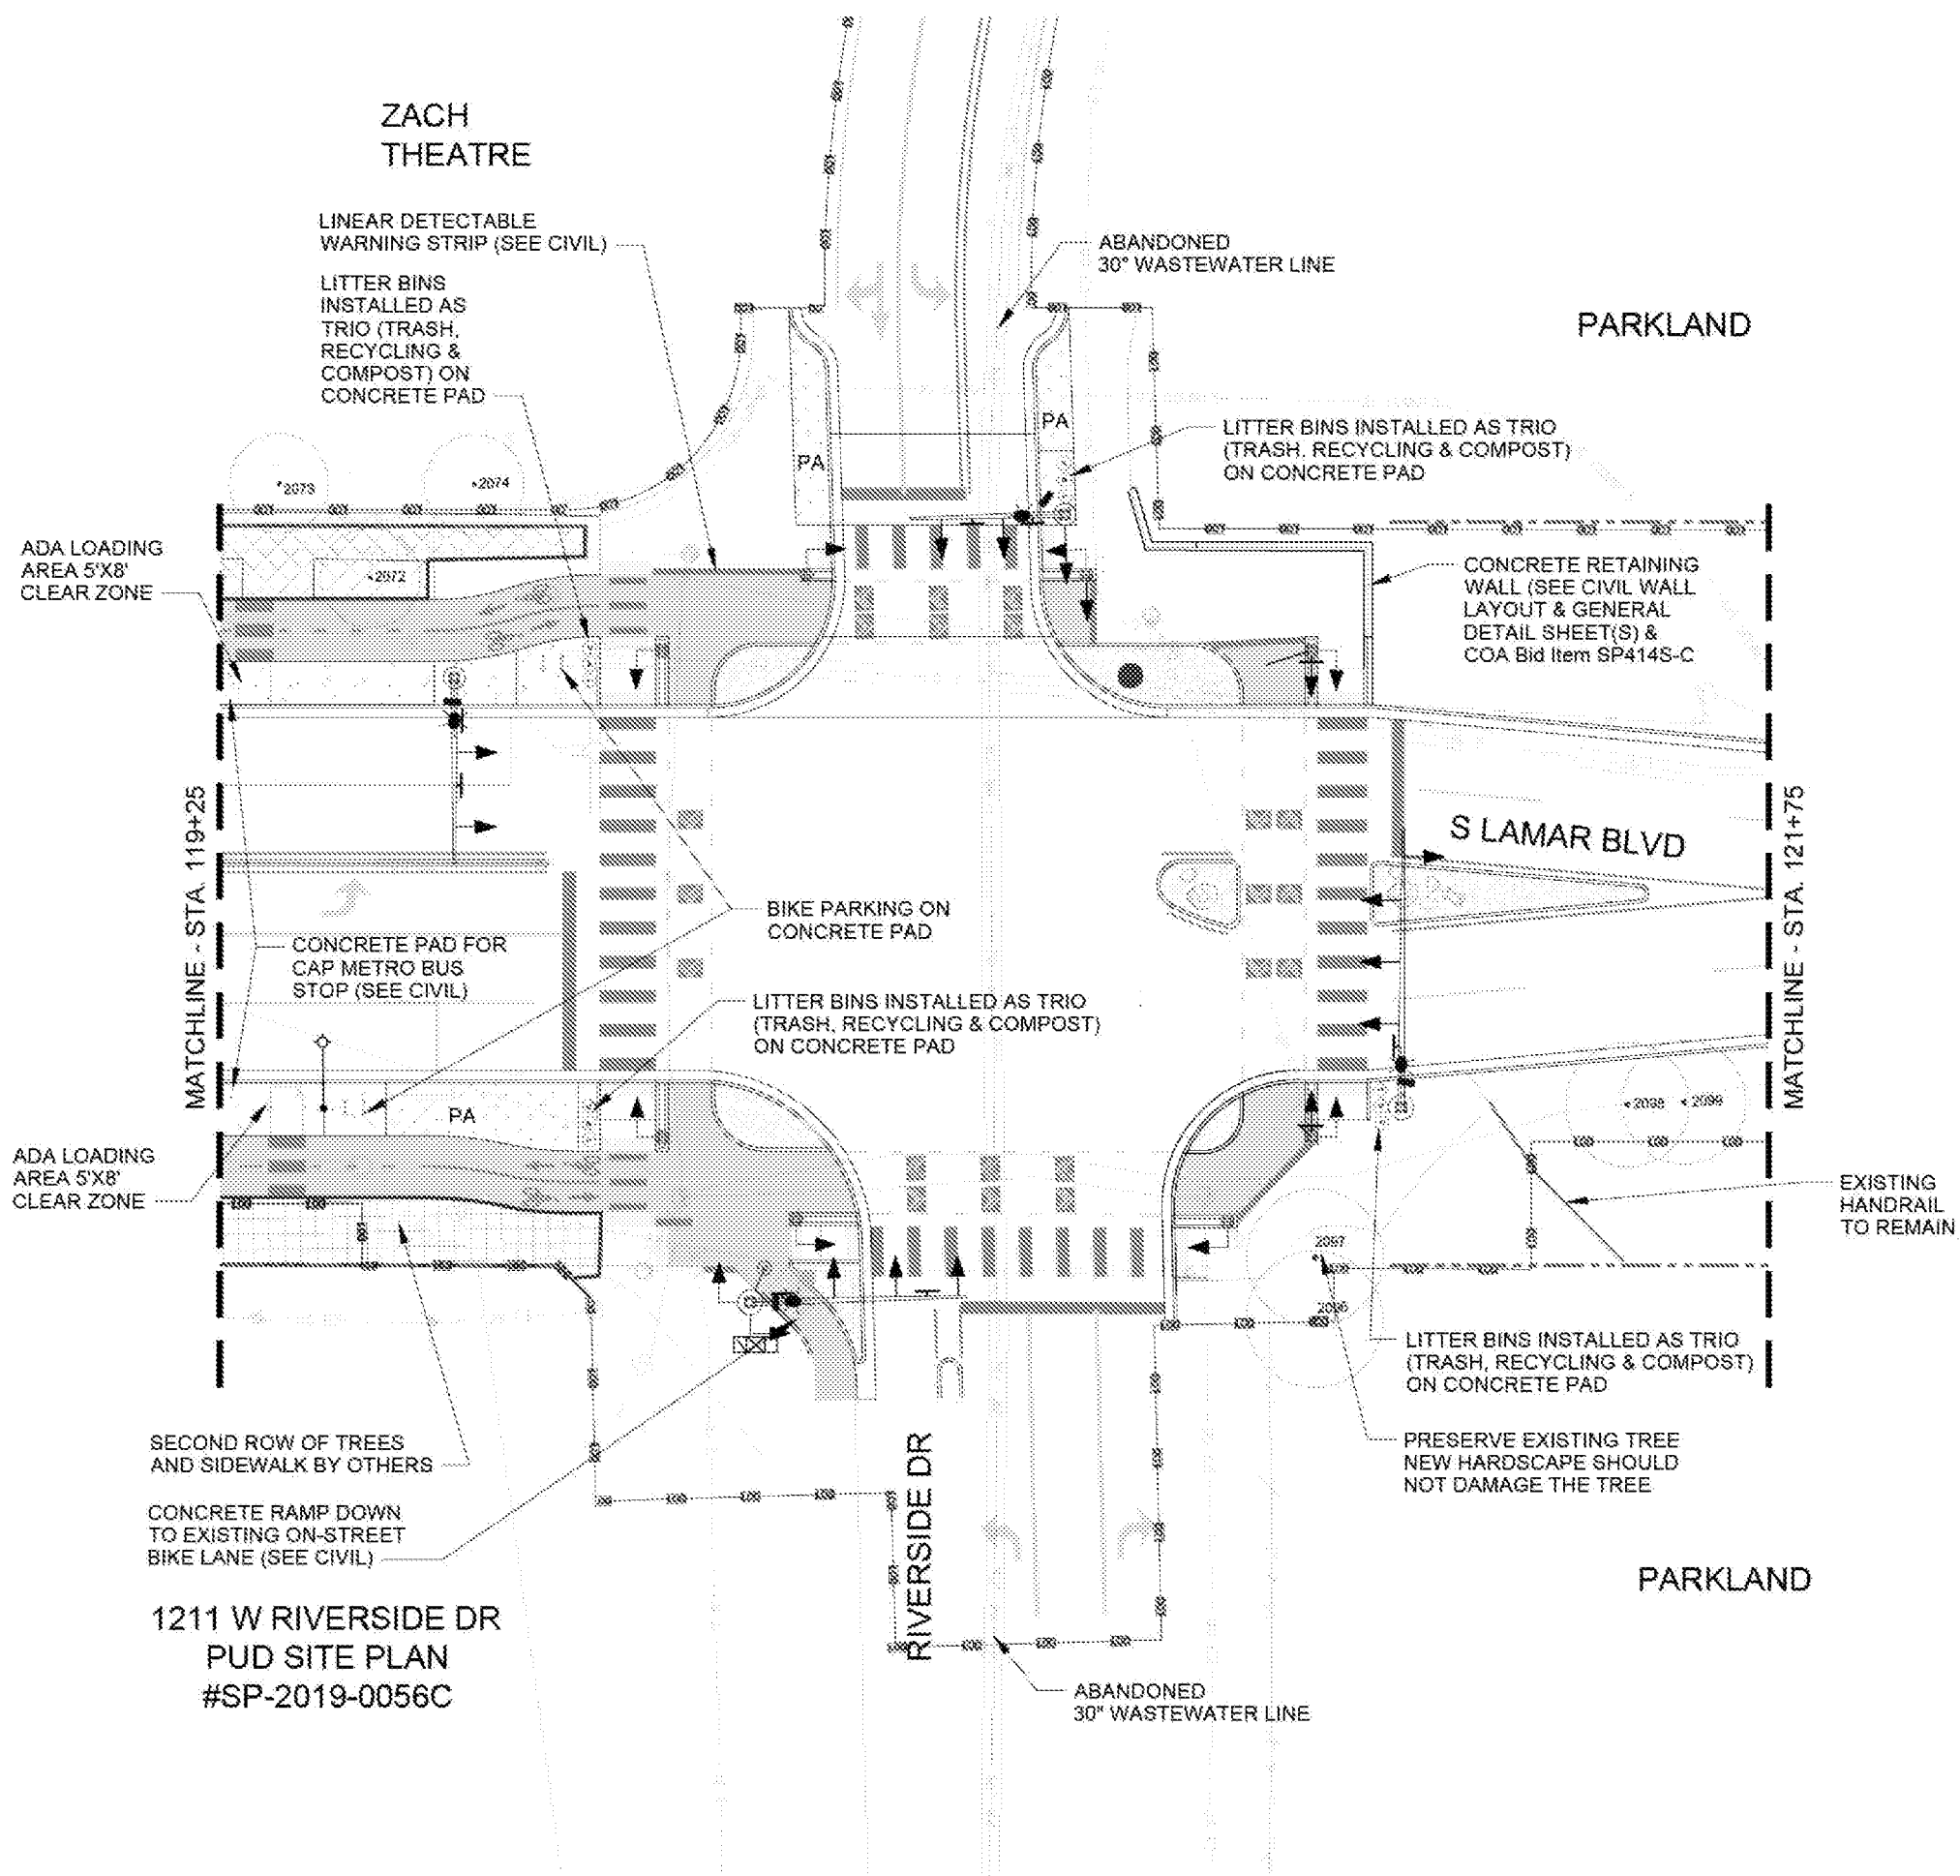 ZACH
THEATRE
LINEAR DETECTABLE
WARNING STRIP (SEE CIVIL)
LITTER BINS
INSTALLED AS
TRIO (TRASH,
RECYCLING &
COMPOST) ON
CONCRETE PAD
ABANDONED
30" WASTEWATER LINE
PARKLAND
PA
PA
LITTER BINS INSTALLED AS TRIO
(TRASH, RECYCLING & COMPOST)
ON CONCRETE PAD
2073
2074
2072
ADA LOADING
AREA 5'X8'
CLEAR ZONE
CONCRETE RETAINING
WALL (SEE CIVIL WALL
LAYOUT & GENERAL
DETAIL SHEET(S) &
COA Bid Item SP414S-C
MATCHLINE - STA. 119+25
S LAMAR BLVD
MATCHLINE - STA. 121+75
BIKE PARKING ON
CONCRETE PAD
CONCRETE PAD FOR
CAP METRO BUS
STOP (SEE CIVIL)
LITTER BINS INSTALLED AS TRIO
(TRASH, RECYCLING & COMPOST)
ON CONCRETE PAD
PA
2098
2099
ADA LOADING
AREA 5'X8'
CLEAR ZONE
EXISTING
HANDRAIL
TO REMAIN
2097
2096
LITTER BINS INSTALLED AS TRIO
(TRASH, RECYCLING & COMPOST)
ON CONCRETE PAD
SECOND ROW OF TREES
AND SIDEWALK BY OTHERS
PRESERVE EXISTING TREE
NEW HARDSCAPE SHOULD
NOT DAMAGE THE TREE
CONCRETE RAMP DOWN
TO EXISTING ON-STREET
BIKE LANE (SEE CIVIL)
RIVERSIDE DR
PARKLAND
1211 W RIVERSIDE DR
PUD SITE PLAN
#SP-2019-0056C
ABANDONED
30" WASTEWATER LINE